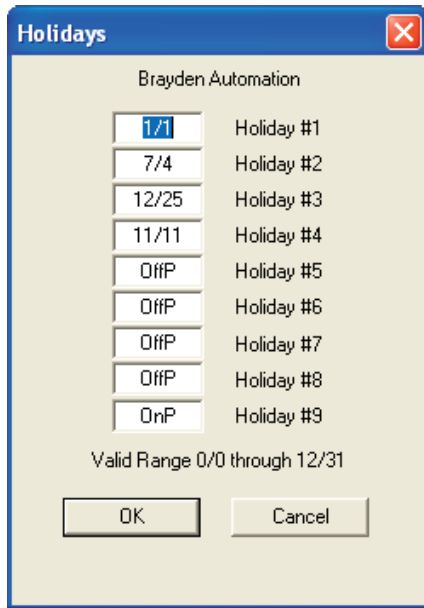 Holidays
Brayden Automation
1/1 Holiday #1
7/4 Holiday #2
12/25 Holiday #3
11/11 Holiday #4
OffP Holiday #5
OffP Holiday #6
OffP Holiday #7
OffP Holiday #8
OnP Holiday #9
Valid Range 0/0 through 12/31
OK Cancel